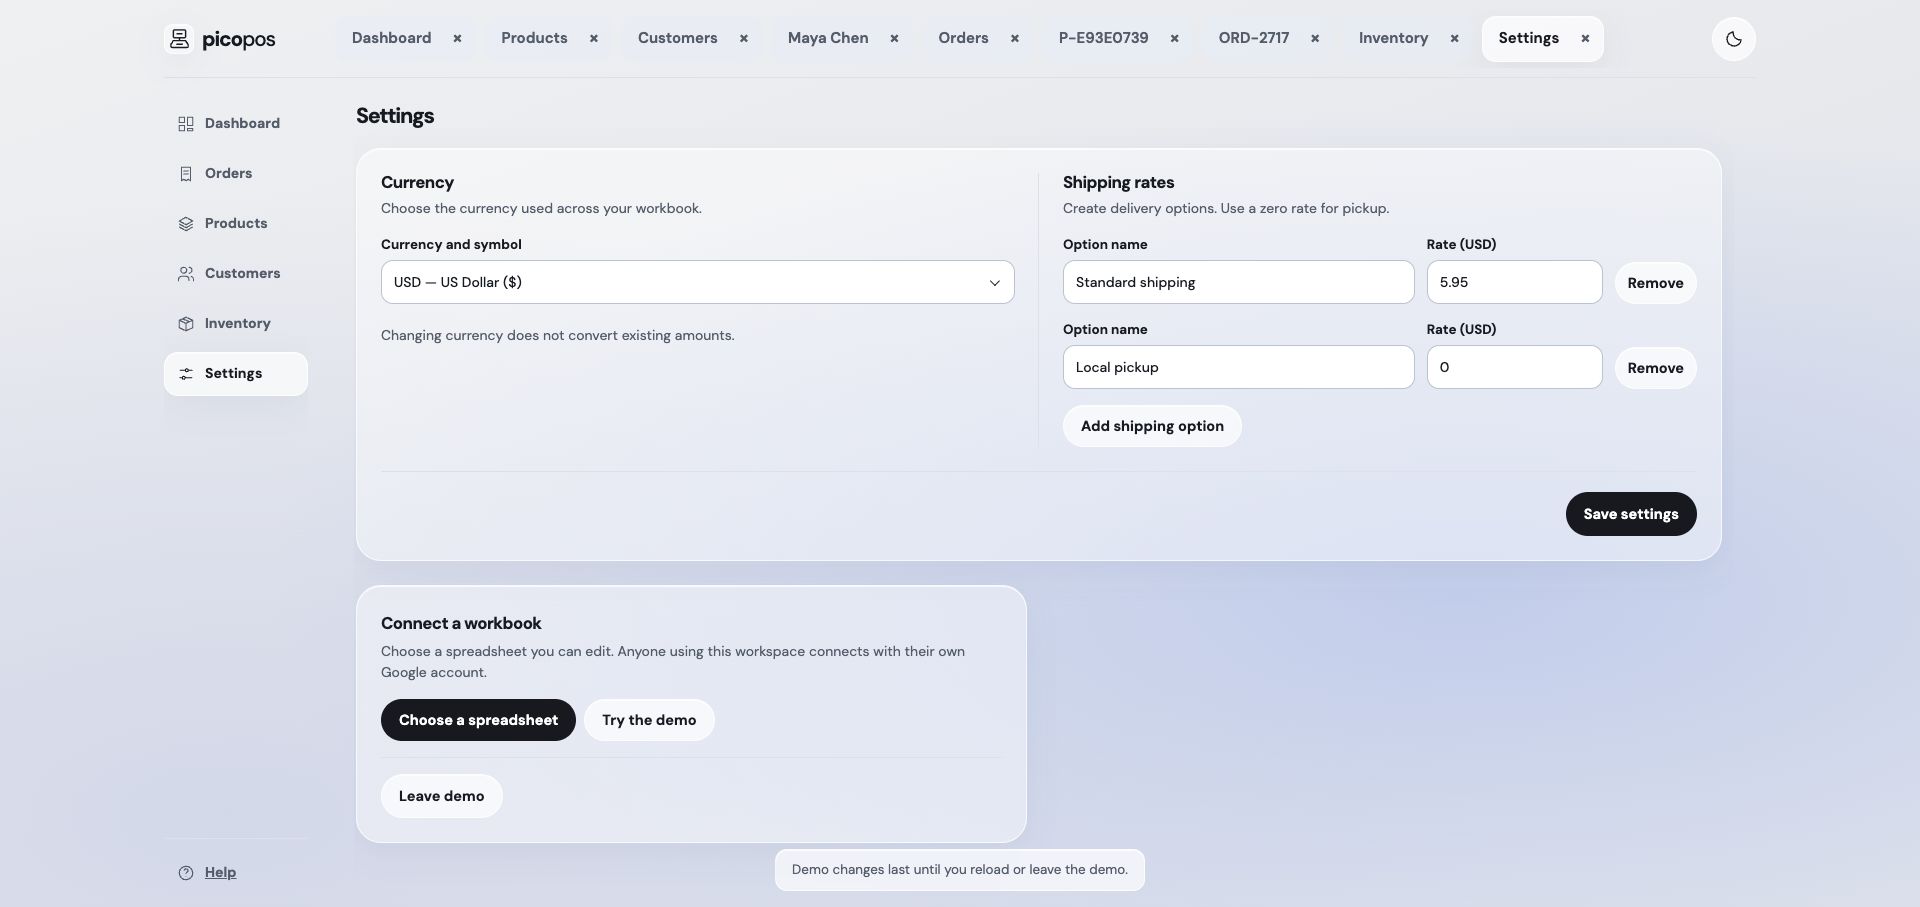 picopos
Dashboard × Products × Customers × Maya Chen × Orders × P-E93E0739 × ORD-2717 × Inventory × Settings ×
Dashboard
Orders
Products
Customers
Inventory
Settings
Help
Settings
Currency
Choose the currency used across your workbook.
Currency and symbol
USD — US Dollar ($)
Changing currency does not convert existing amounts.
Shipping rates
Create delivery options. Use a zero rate for pickup.
Option name Rate (USD)
Standard shipping 5.95 Remove
Option name Rate (USD)
Local pickup 0 Remove
Add shipping option
Save settings
Connect a workbook
Choose a spreadsheet you can edit. Anyone using this workspace connects with their own
Google account.
Choose a spreadsheet Try the demo
Leave demo
Demo changes last until you reload or leave the demo.